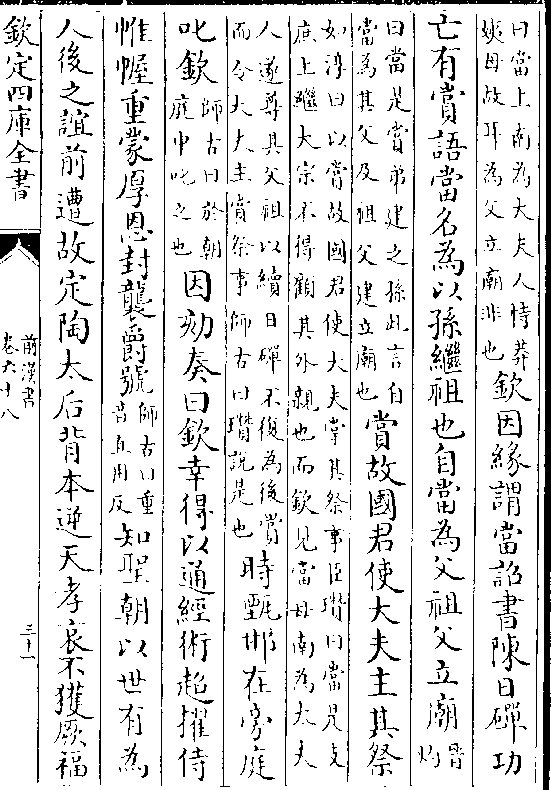 曰當上南為大夫人恃莽
姨母故耳為父立廟非也
欽因緣謂當詔書陳日磾功
亡有賞語當名為以孫繼祖也自當為父祖父立廟
晉
灼
曰當是賞弟建之孫此言自
當為其父及祖父建立廟也
賞故國君使大夫主其祭
如淳曰以賞故國君使大夫掌其祭事臣瓚曰當是支
庶上繼大宗不得顧其外親也而欽見當母南為大夫
人遂尊其父祖以續日磾不復為後賞
而令大夫主賞祭事師古曰瓚說是也
時甄邯在旁庭
叱欽
師古曰於朝
庭中叱之也
因劾奏曰欽幸得以通經術超擢侍
帷幄重蒙厚恩封襲爵號
師古曰重
音直用反
知聖朝以世有為
人後之誼前遭故定陶太后背本逆天孝哀不獲厥福
欽定四庫全書
前漢書
卷六十八
三十一